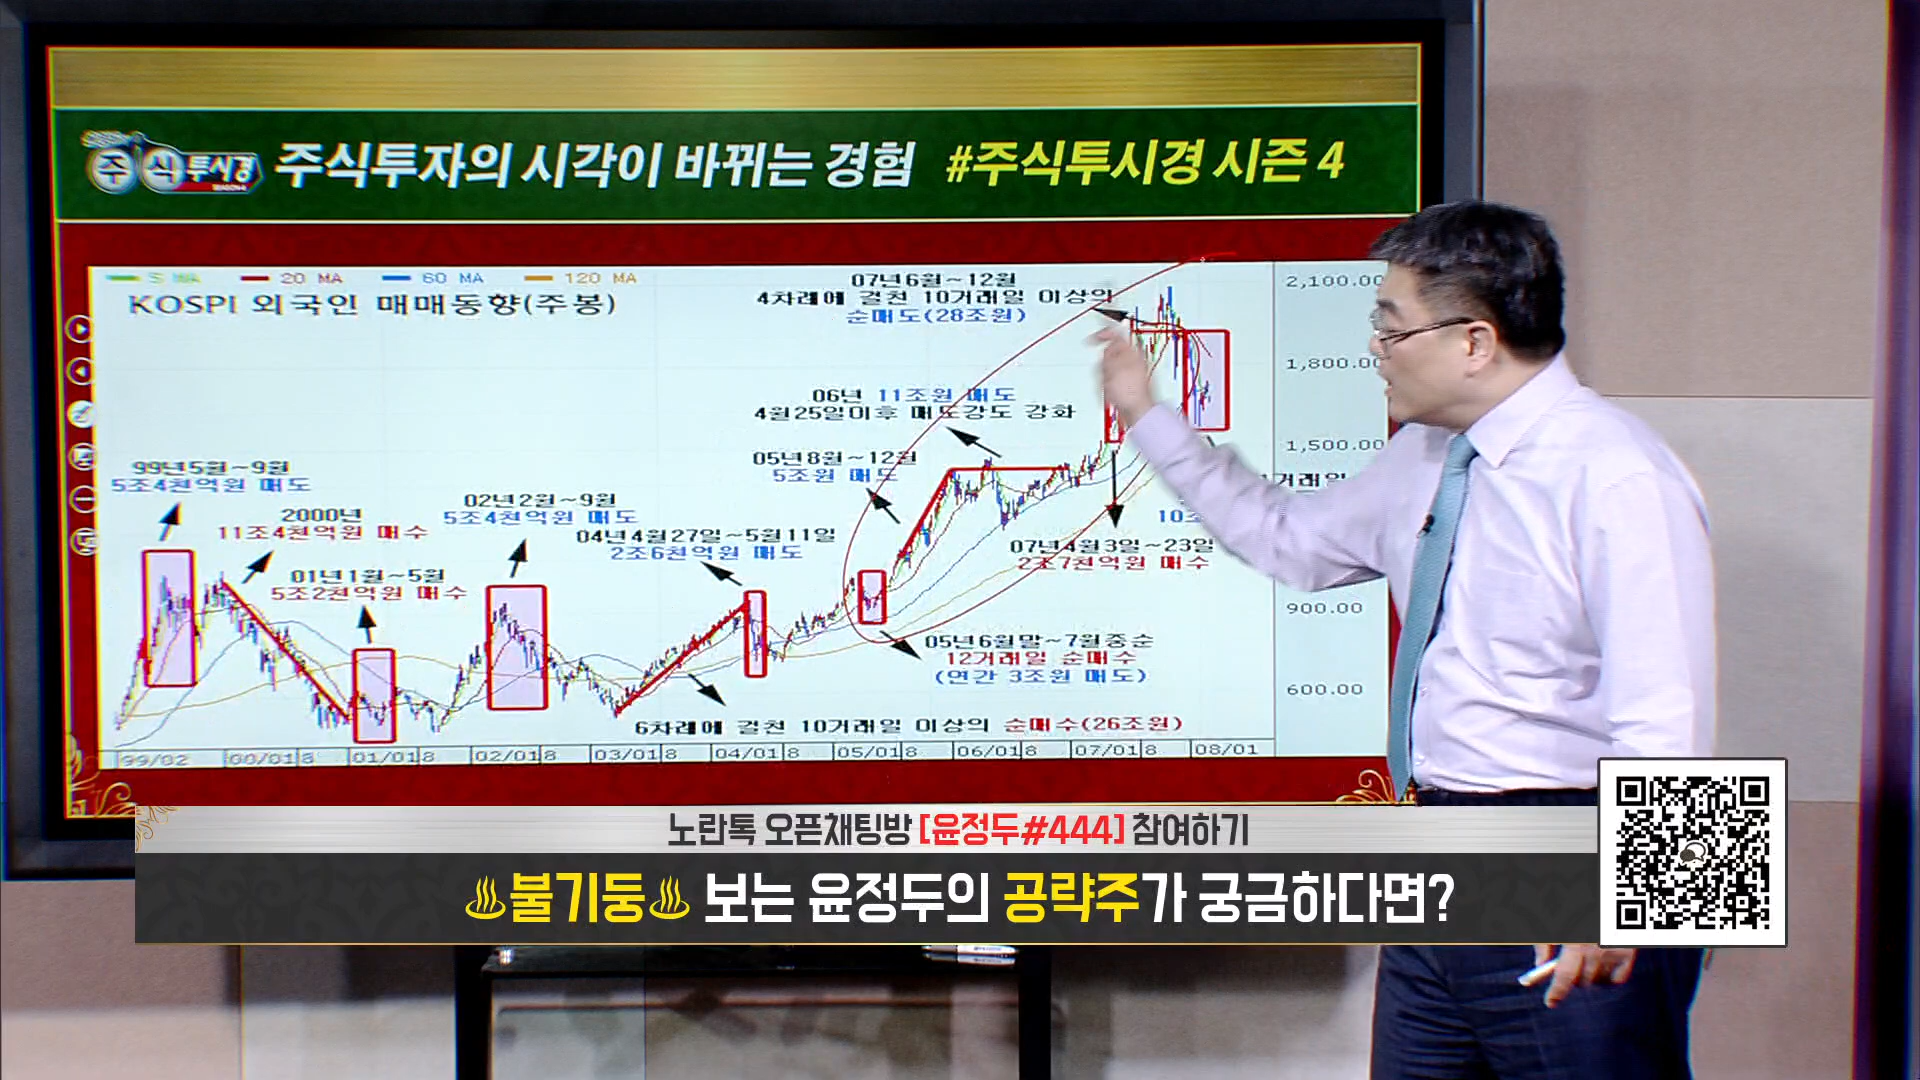 주식투시경 주식투자의 시각이 바뀌는 경험 #주식투시경 시즌 4
5 MA 20 MA 60 MA 120 MA
KOSPI 외국인 매매동향(주봉)
07년6월~12월
4차례에 걸친 10거래일 이상의
순매도(28조원)
06년 11조원 매도
4월25일이후 매도강도 강화
05년8월~12월
5조원 매도
99년5월~9월
5조4천억원 매도
2000년
11조4천억원 매수
01년1월~5월
5조2천억원 매수
02년2월~9월
5조4천억원 매도
04년4월27일~5월11일
2조6천억원 매도
07년4월3일~23일
2조7천억원 매수
05년6월말~7월중순
12거래일 순매수
(연간 3조원 매도)
6차례에 걸친 10거래일 이상의 순매수(26조원)
거래일
2,100.00
1,800.00
1,500.00
900.00
600.00
99/02 00/01 8 01/01 8 02/01 8 03/01 8 04/01 8 05/01 8 06/01 8 07/01 8 08/01
노란톡 오픈채팅방 [윤정두#444] 참여하기
♨불기둥♨ 보는 윤정두의 공략주가 궁금하다면?